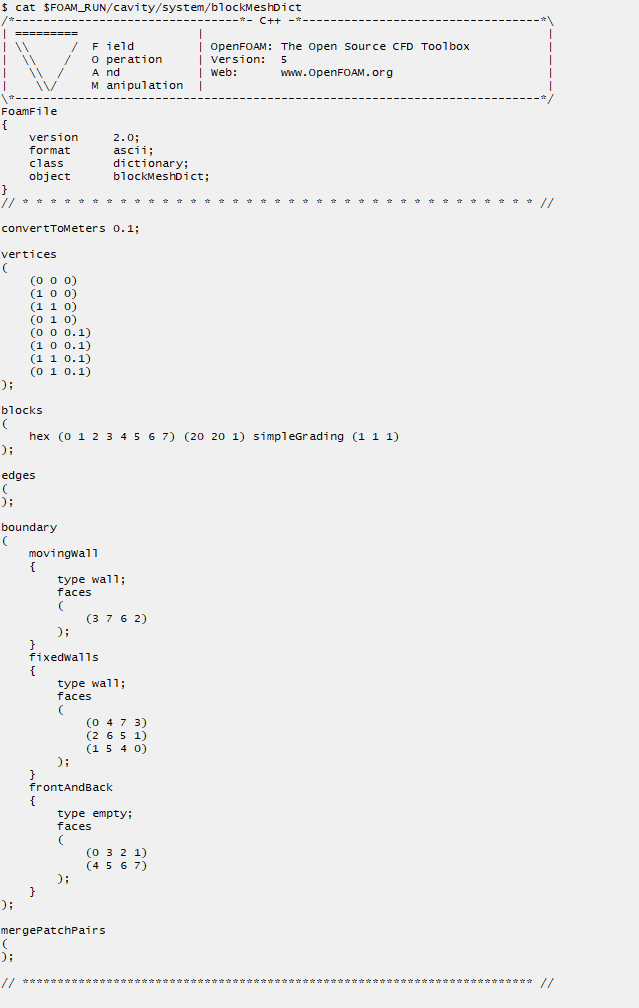 $ cat $FOAM_RUN/cavity/system/blockMeshDict
/*--------------------------------*- C++ -*----------------------------------*\
| =========                 |                                                 |
| \\      /  F ield         | OpenFOAM: The Open Source CFD Toolbox           |
|  \\    /   O peration     | Version:  5                                     |
|   \\  /    A nd           | Web:      www.OpenFOAM.org                      |
|    \\/     M anipulation  |                                                 |
\*---------------------------------------------------------------------------*/
FoamFile
{
    version     2.0;
    format      ascii;
    class       dictionary;
    object      blockMeshDict;
}
// * * * * * * * * * * * * * * * * * * * * * * * * * * * * * * * * * * * * * //

convertToMeters 0.1;

vertices
(
    (0 0 0)
    (1 0 0)
    (1 1 0)
    (0 1 0)
    (0 0 0.1)
    (1 0 0.1)
    (1 1 0.1)
    (0 1 0.1)
);

blocks
(
    hex (0 1 2 3 4 5 6 7) (20 20 1) simpleGrading (1 1 1)
);

edges
(
);

boundary
(
    movingWall
    {
        type wall;
        faces
        (
            (3 7 6 2)
        );
    }
    fixedWalls
    {
        type wall;
        faces
        (
            (0 4 7 3)
            (2 6 5 1)
            (1 5 4 0)
        );
    }
    frontAndBack
    {
        type empty;
        faces
        (
            (0 3 2 1)
            (4 5 6 7)
        );
    }
);

mergePatchPairs
(
);

// ************************************************************************* //